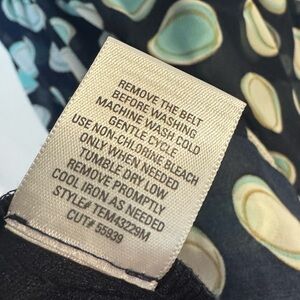 REMOVE THE BELT
BEFORE WASHING
MACHINE WASH COLD
GENTLE CYCLE
USE NON-CHLORINE BLEACH
ONLY WHEN NEEDED
TUMBLE DRY LOW
REMOVE PROMPTLY
COOL IRON AS NEEDED
STYLE# TEM43229M
CUT# 55939